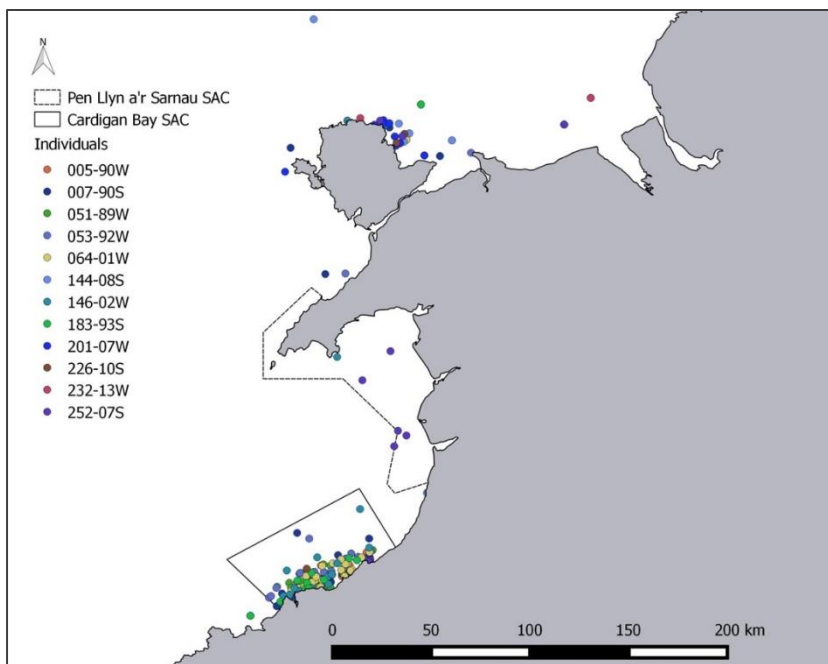 N
Pen Llyn a'r Sarnau SAC
Cardigan Bay SAC
Individuals
005-90W
007-90S
051-89W
053-92W
064-01W
144-08S
146-02W
183-93S
201-07W
226-10S
232-13W
252-07S
0 50 100 150 200 km